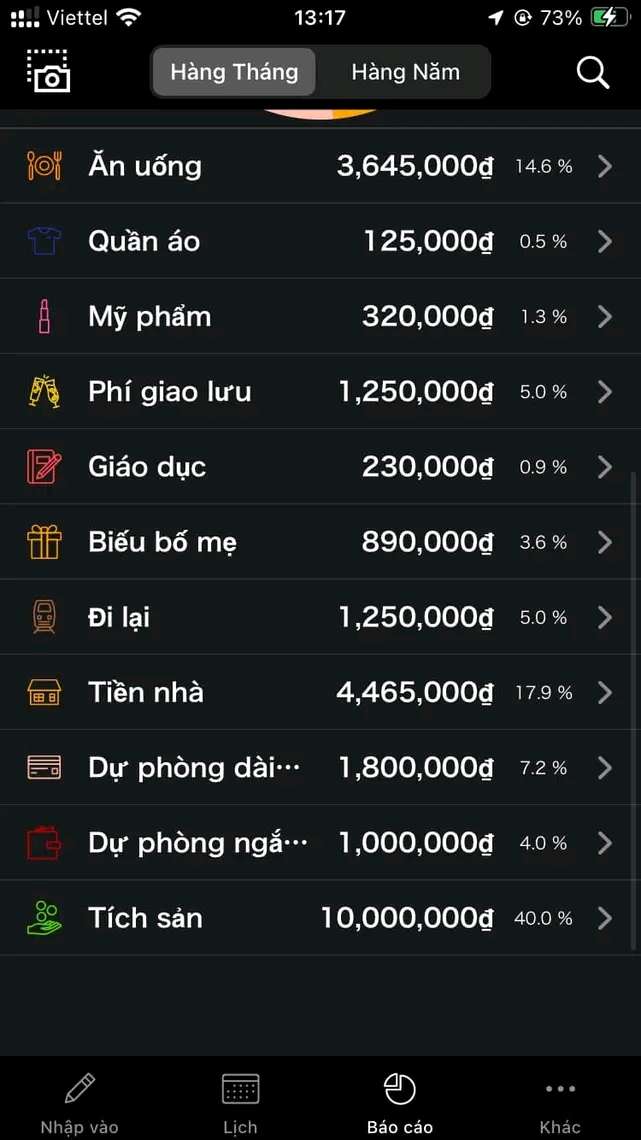 Viettel 13:17 73%
Hàng Tháng Hàng Năm
Ăn uống 3,645,000₫ 14.6 %
Quần áo 125,000₫ 0.5 %
Mỹ phẩm 320,000₫ 1.3 %
Phí giao lưu 1,250,000₫ 5.0 %
Giáo dục 230,000₫ 0.9 %
Biếu bố mẹ 890,000₫ 3.6 %
Đi lại 1,250,000₫ 5.0 %
Tiền nhà 4,465,000₫ 17.9 %
Dự phòng dài··· 1,800,000₫ 7.2 %
Dự phòng ngắ··· 1,000,000₫ 4.0 %
Tích sản 10,000,000₫ 40.0 %
Nhập vào Lịch Báo cáo Khác